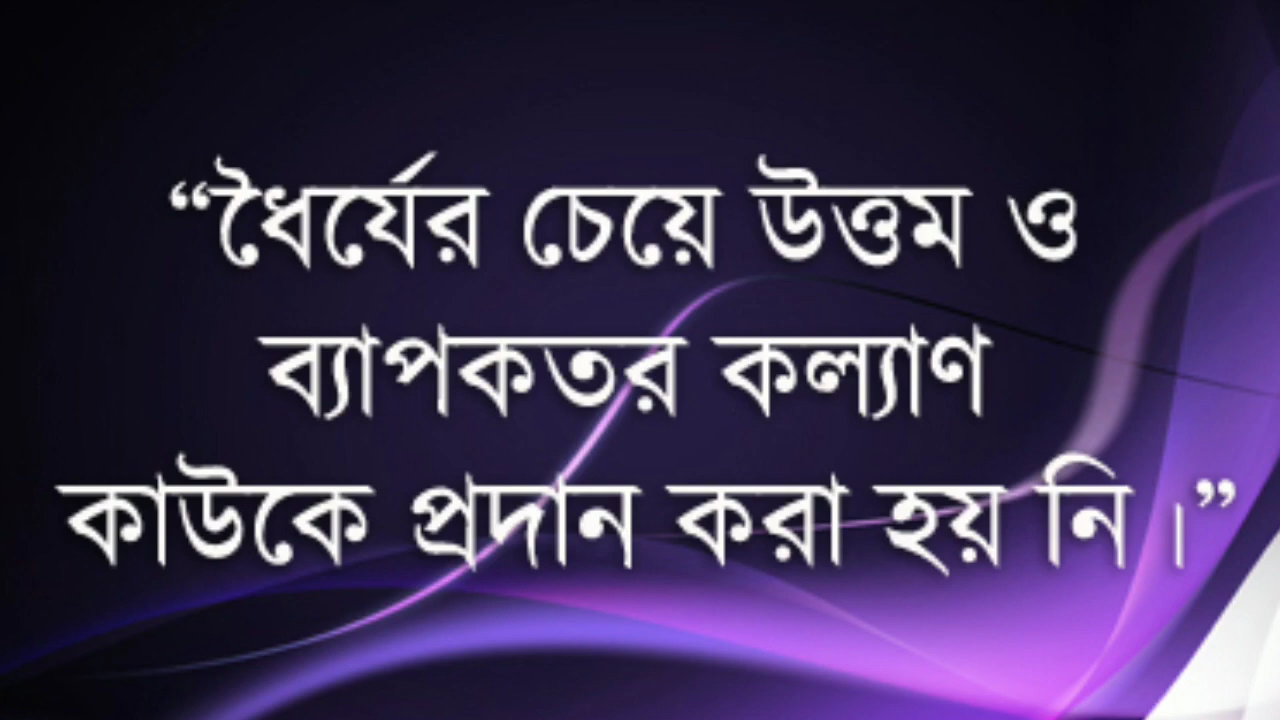 “ধৈর্যের চেয়ে উত্তম ও
ব্যাপকতর কল্যাণ
কাউকে প্রদান করা হয় নি।”